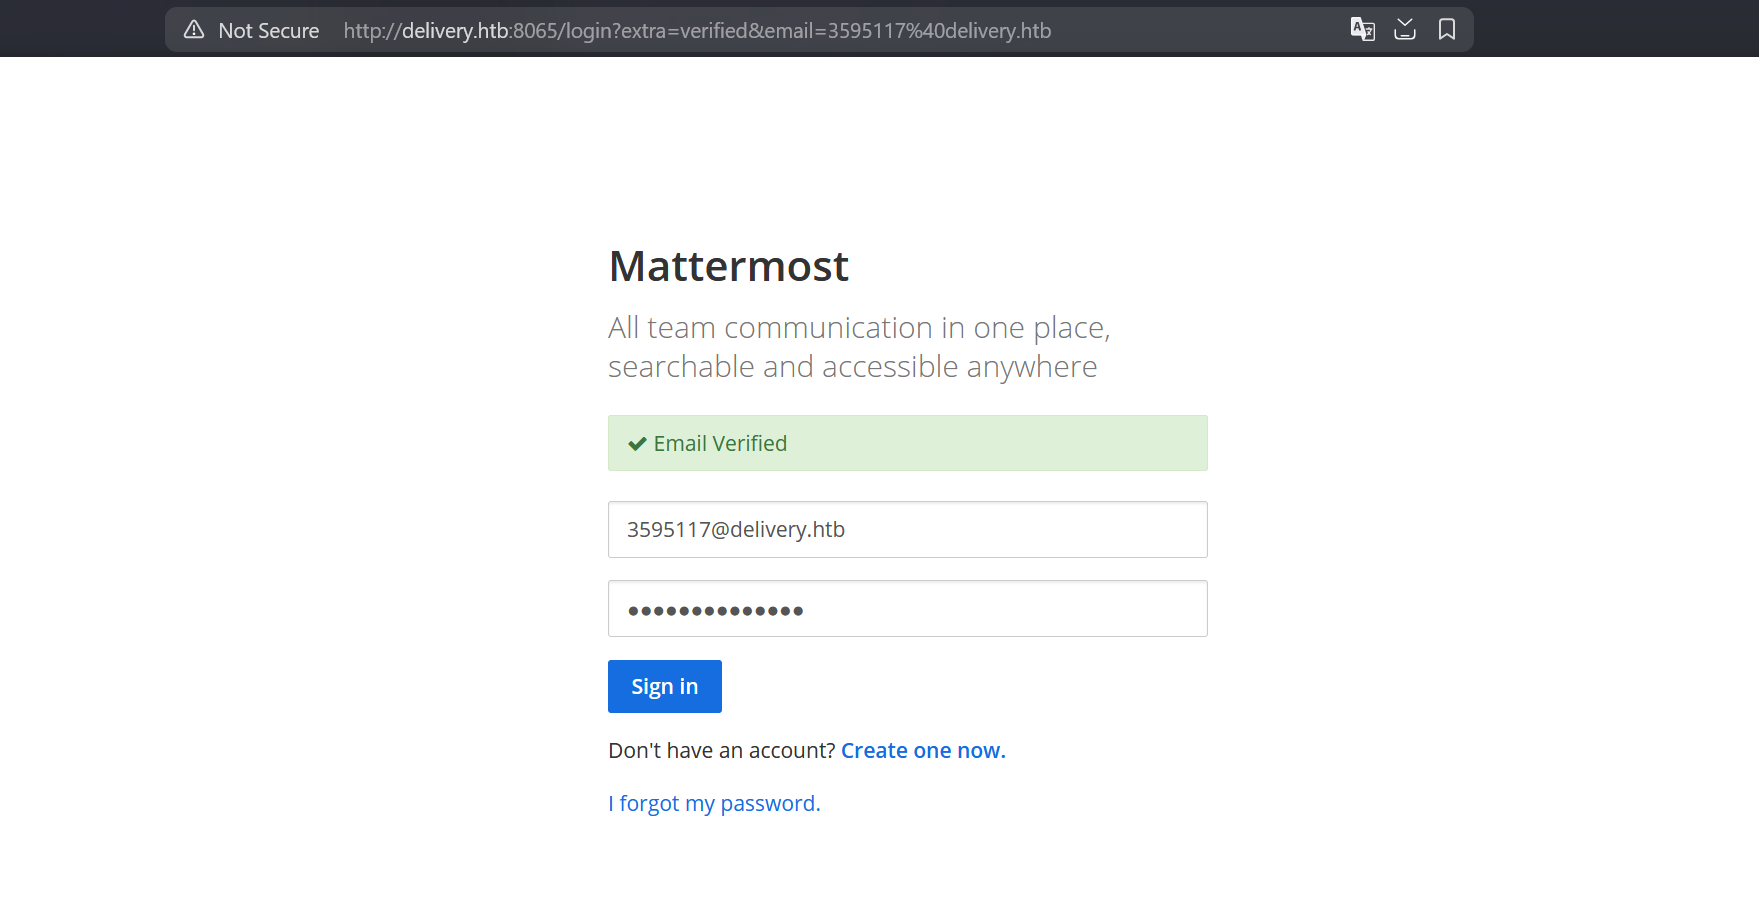 Not Secure http://delivery.htb:8065/login?extra=verified&email=3595117%40delivery.htb
Mattermost
All team communication in one place,
searchable and accessible anywhere
Email Verified
3595117@delivery.htb
••••••••••••••
Sign in
Don't have an account? Create one now.
I forgot my password.